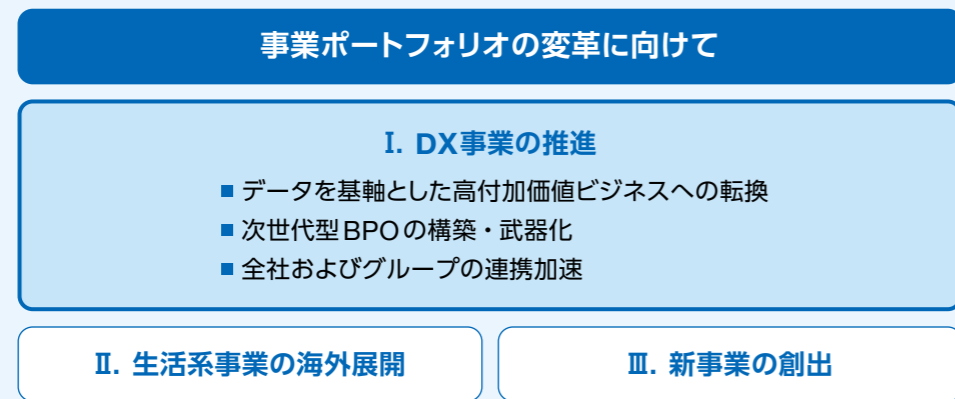 事業ポートフォリオの変革に向けて
Ⅰ. DX事業の推進
■ データを基軸とした高付加価値ビジネスへの転換
■ 次世代型BPOの構築・武器化
■ 全社およびグループの連携加速
Ⅱ. 生活系事業の海外展開
Ⅲ. 新事業の創出